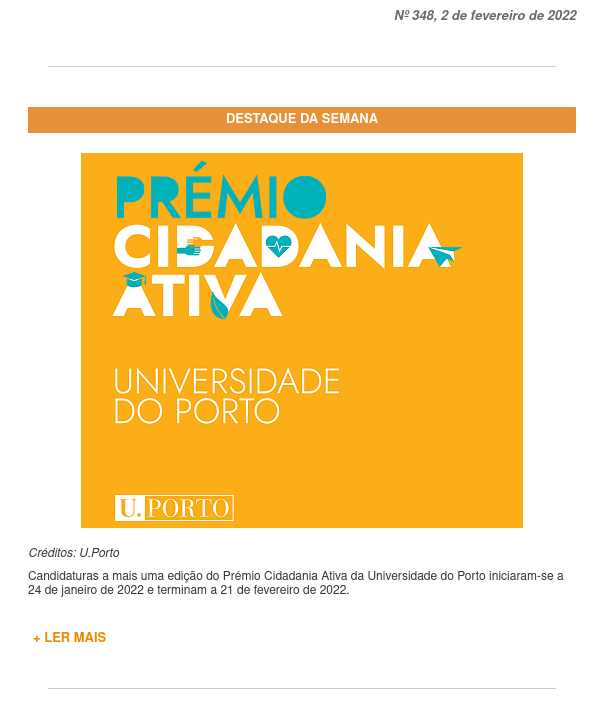 Nº 348, 2 de fevereiro de 2022
DESTAQUE DA SEMANA
PRÉMIO
CIDADANIA
ATIVA
UNIVERSIDADE
DO PORTO
U.PORTO
Créditos: U.Porto
Candidaturas a mais uma edição do Prémio Cidadania Ativa da Universidade do Porto iniciaram-se a
24 de janeiro de 2022 e terminam a 21 de fevereiro de 2022.
+ LER MAIS